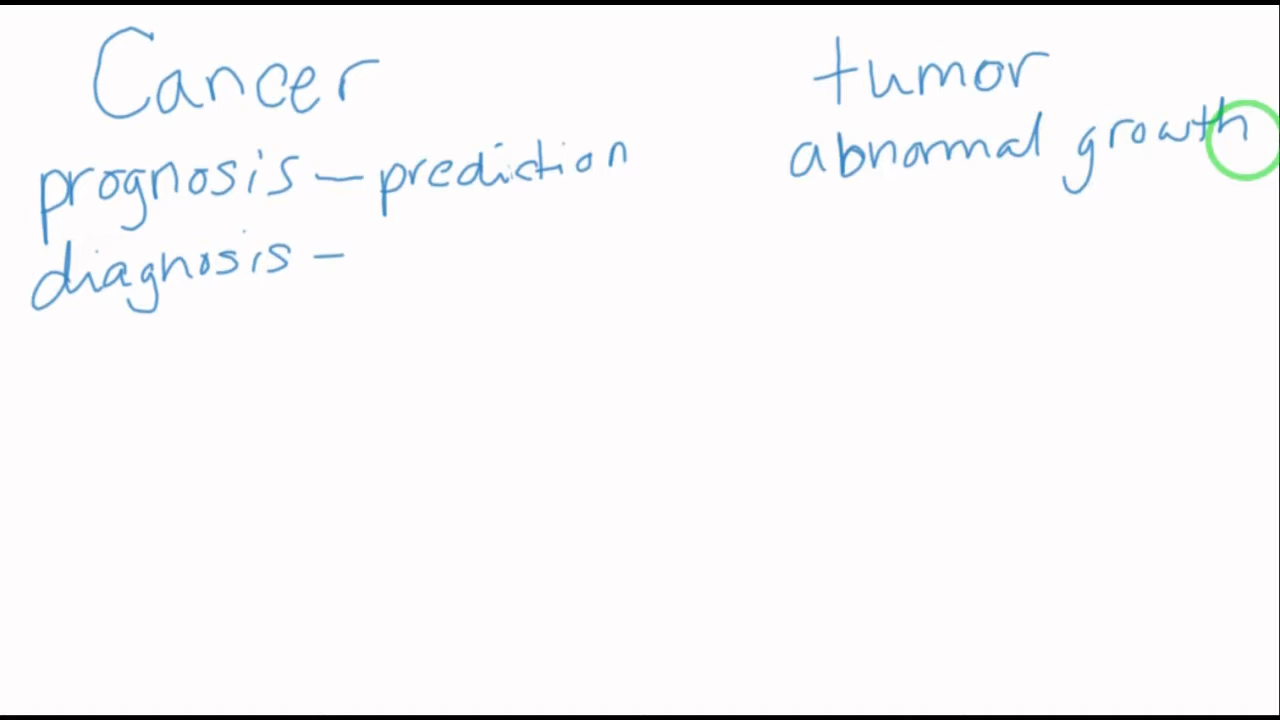 Cancer
prognosis – prediction
diagnosis –
tumor
abnormal growth